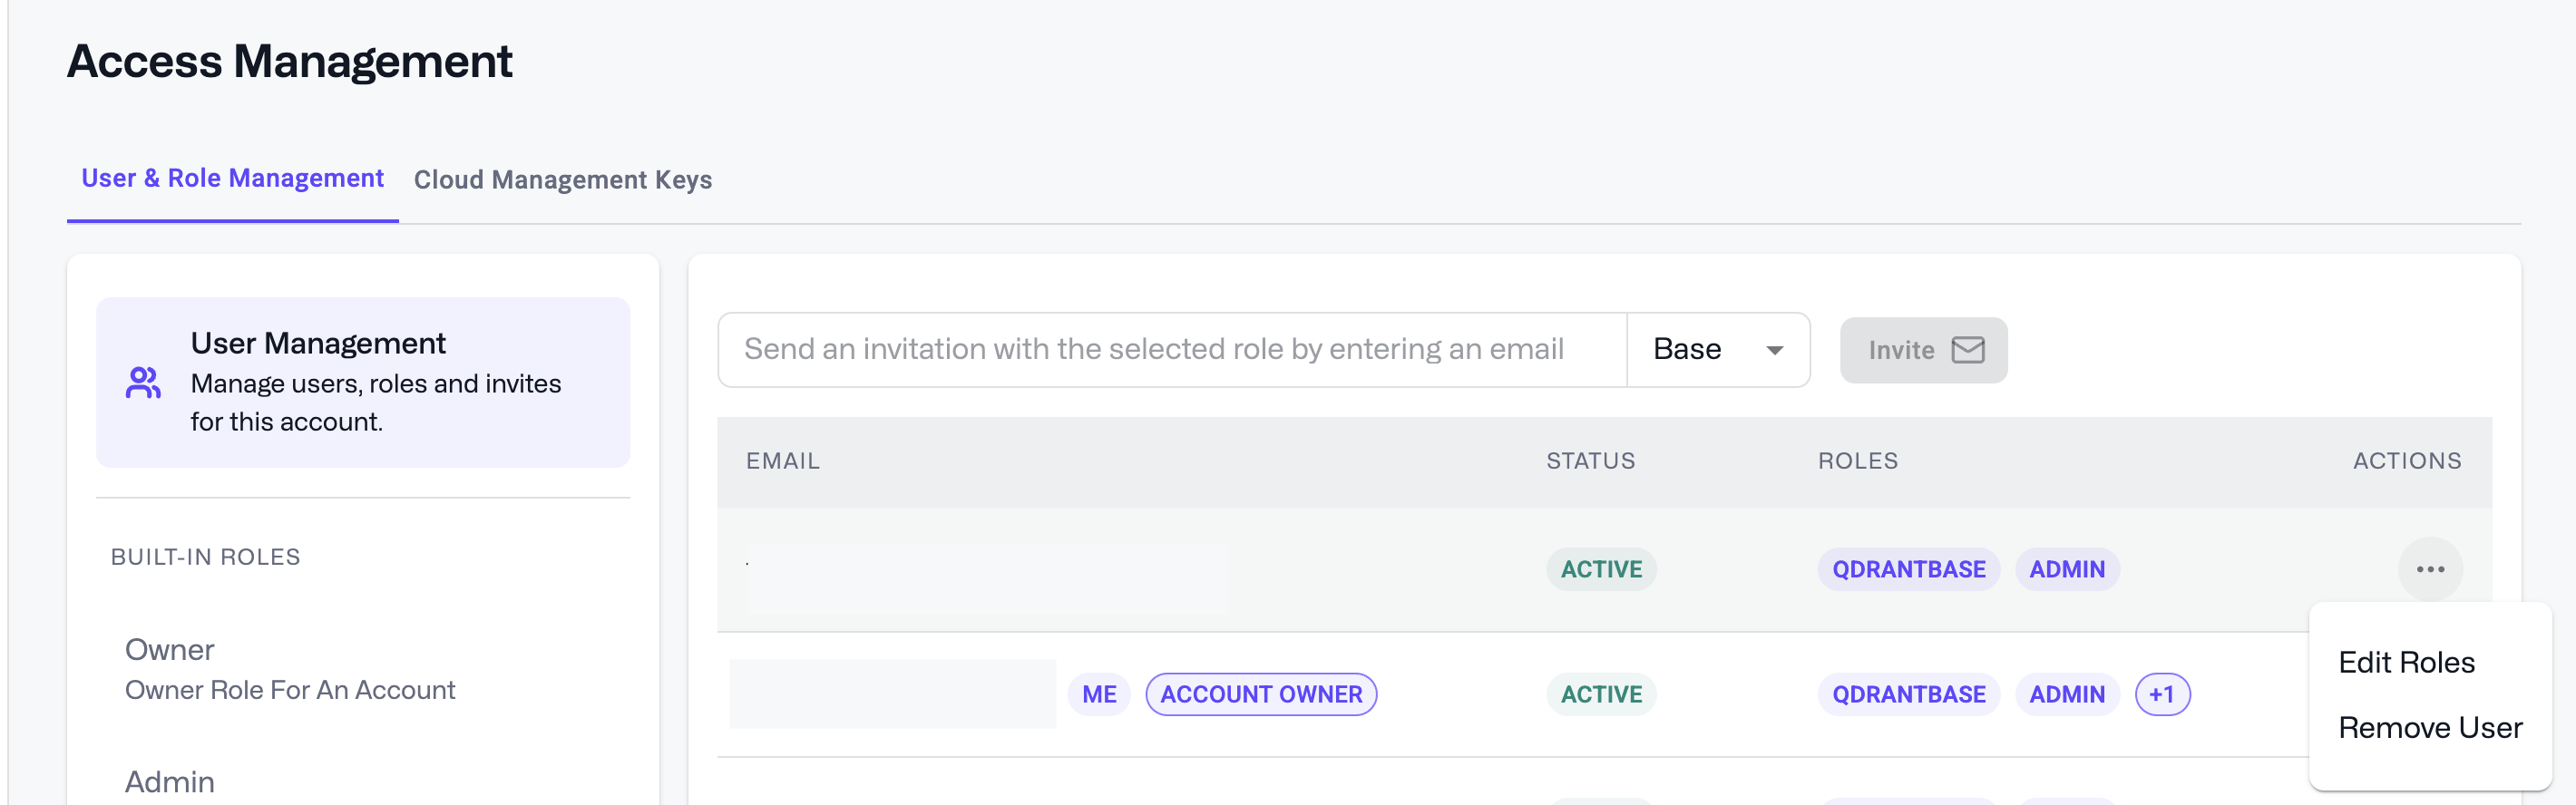 Access Management
User & Role Management
Cloud Management Keys
User Management
Manage users, roles and invites
for this account.
BUILT-IN ROLES
Owner
Owner Role For An Account
Admin
Send an invitation with the selected role by entering an email
Base
Invite
EMAIL STATUS ROLES ACTIONS
ACTIVE QDRANTBASE ADMIN
ME ACCOUNT OWNER ACTIVE QDRANTBASE ADMIN +1
Edit Roles
Remove User